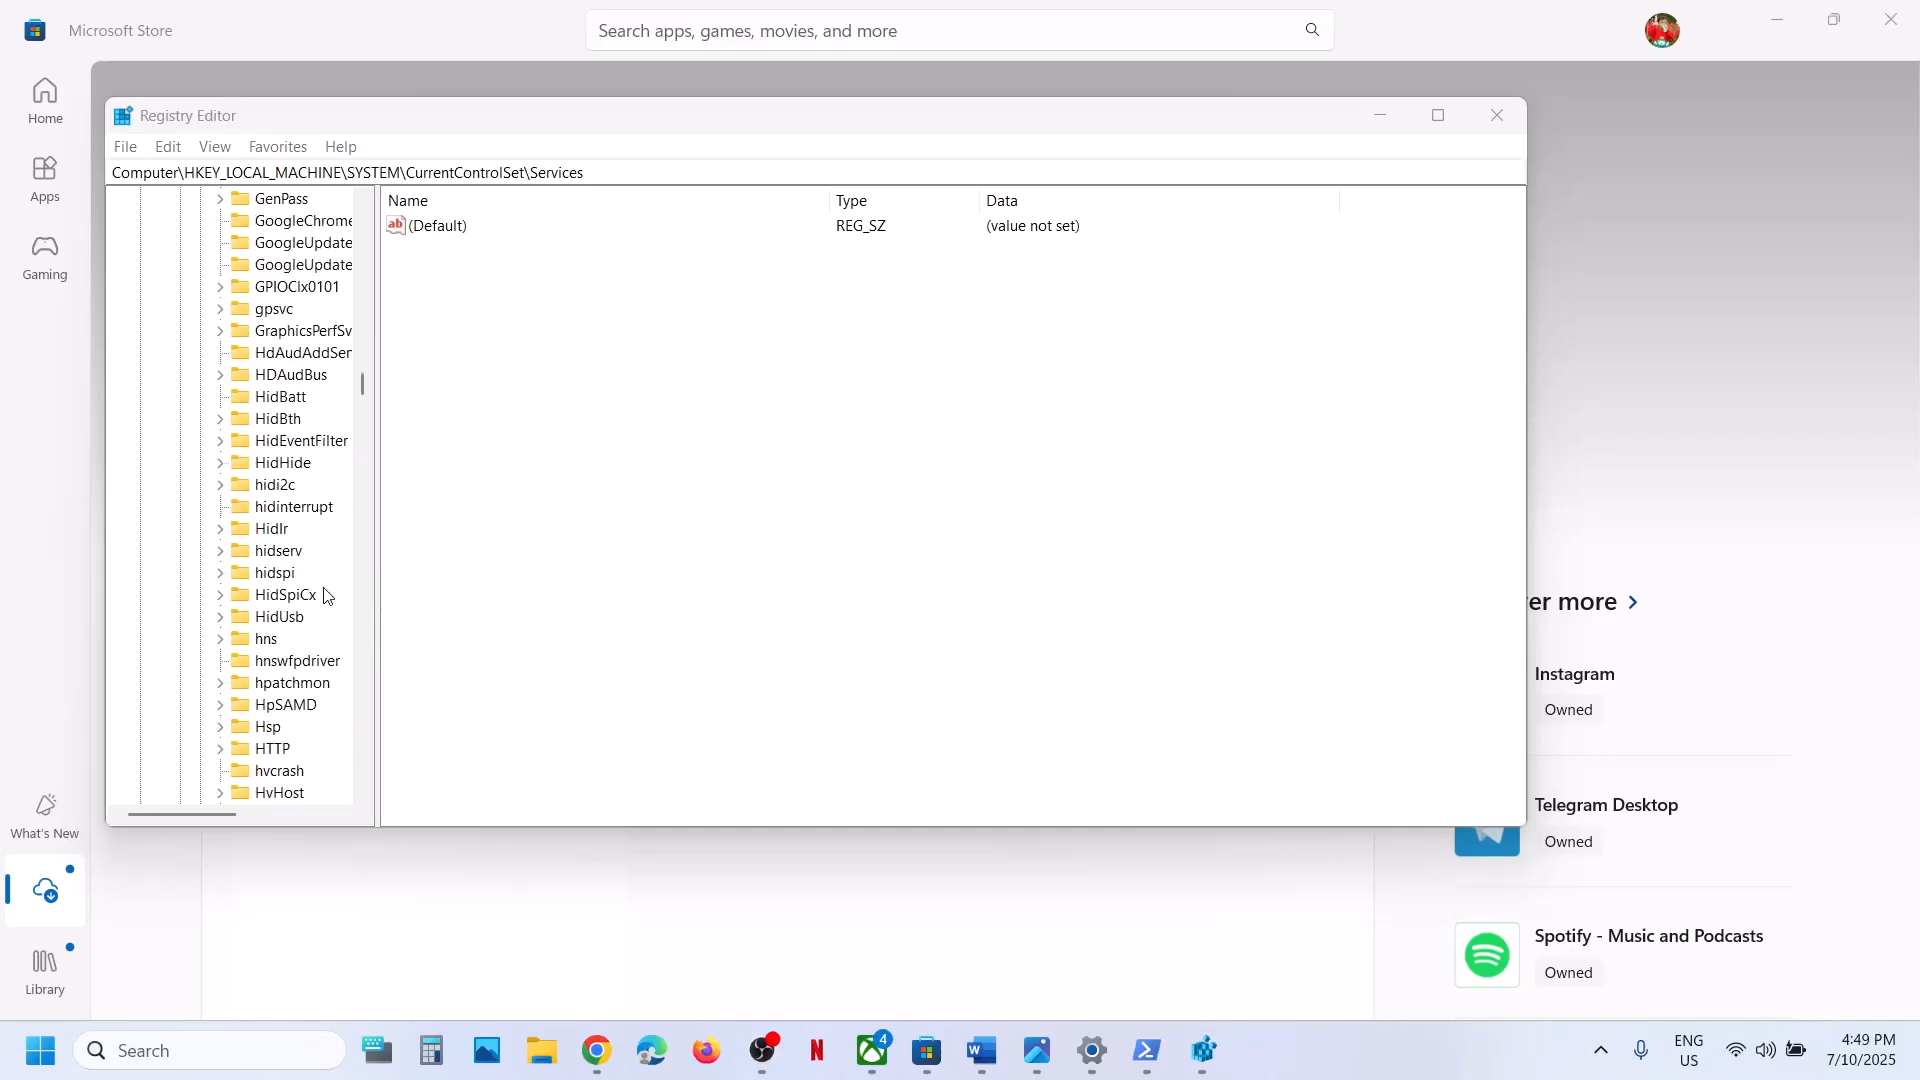 Microsoft Store
Search apps, games, movies, and more
Home
Apps
Gaming
What's New
Library
Registry Editor
File Edit View Favorites Help
Computer\HKEY_LOCAL_MACHINE\SYSTEM\CurrentControlSet\Services
GenPass
GoogleChrome
GoogleUpdate
GoogleUpdate
GPIOClx0101
gpsvc
GraphicsPerfSv
HdAudAddSer
HDAudBus
HidBatt
HidBth
HidEventFilter
HidHide
hidi2c
hidinterrupt
HidIr
hidserv
hidspi
HidSpiCx
HidUsb
hns
hnswfpdriver
hpatchmon
HpSAMD
Hsp
HTTP
hvcrash
HvHost
Name Type Data
ab (Default) REG_SZ (value not set)
er more
Instagram
Owned
Telegram Desktop
Owned
Spotify - Music and Podcasts
Owned
Search
N
4
W
ENG
US
4:49 PM
7/10/2025